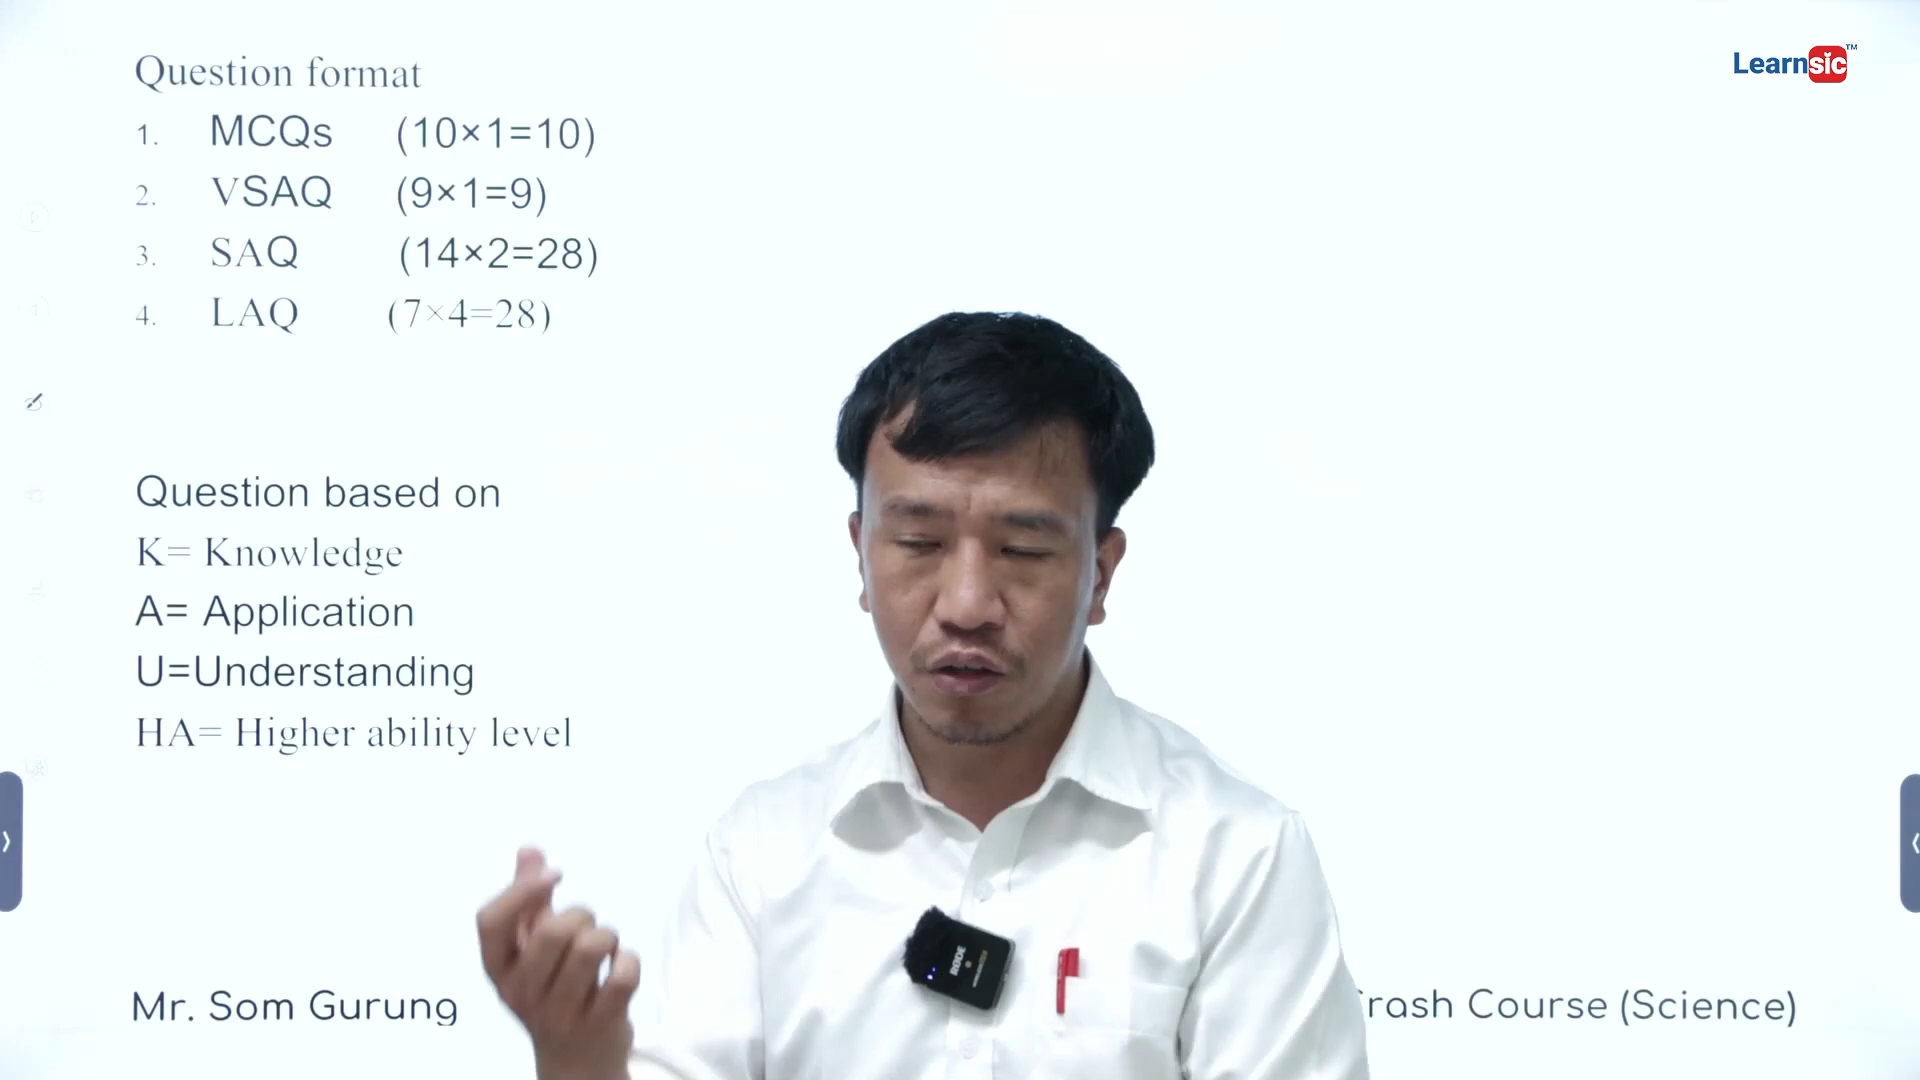 Learnsic™
Question format
1. MCQs (10×1=10)
2. VSAQ (9×1=9)
3. SAQ (14×2=28)
4. LAQ (7×4=28)
Question based on
K= Knowledge
A= Application
U=Understanding
HA= Higher ability level
RØDE
Mr. Som Gurung
rash Course (Science)